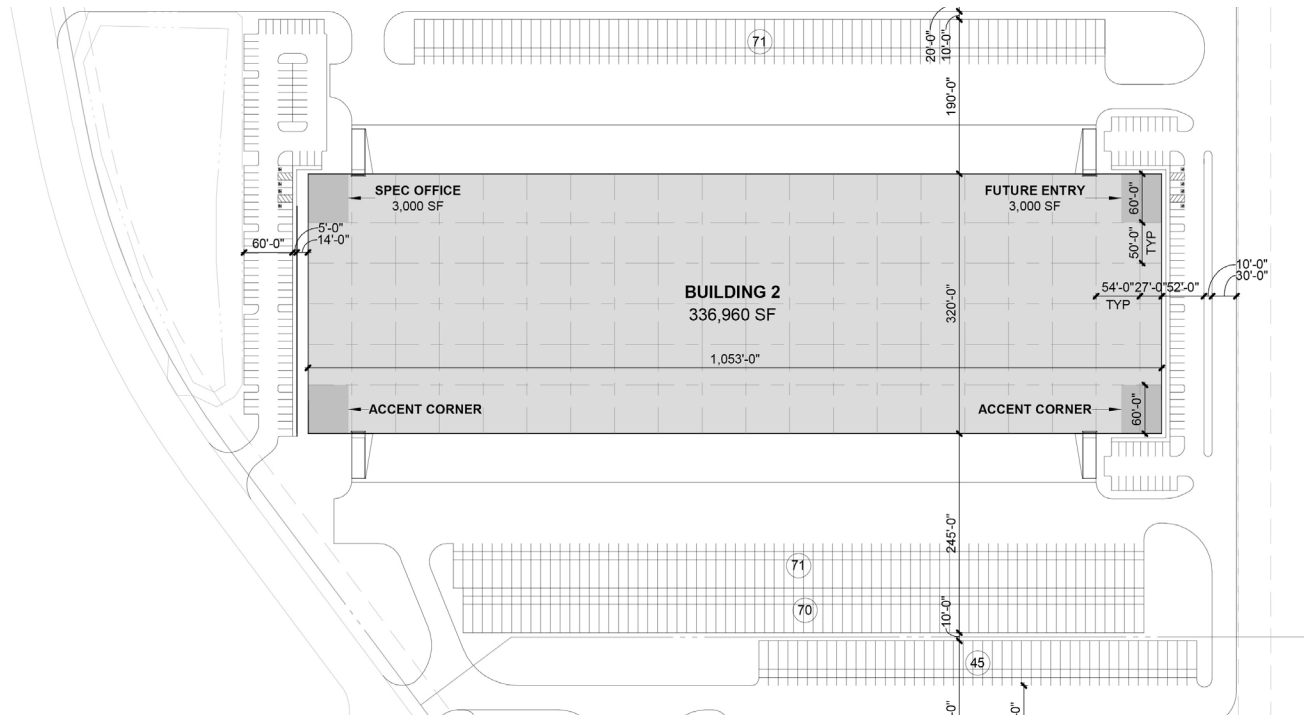 71
20'-0"
10'-0"
190'-0"
SPEC OFFICE
3,000 SF
FUTURE ENTRY
3,000 SF
60'-0"
5'-0"
14'-0"
60'-0"
50'-0"
TYP
10'-0"
30'-0"
54'-0"
27'-0"
52'-0"
TYP
BUILDING 2
336,960 SF
320'-0"
1,053'-0"
ACCENT CORNER
ACCENT CORNER
60'-0"
245'-0"
71
70
10'-0"
45